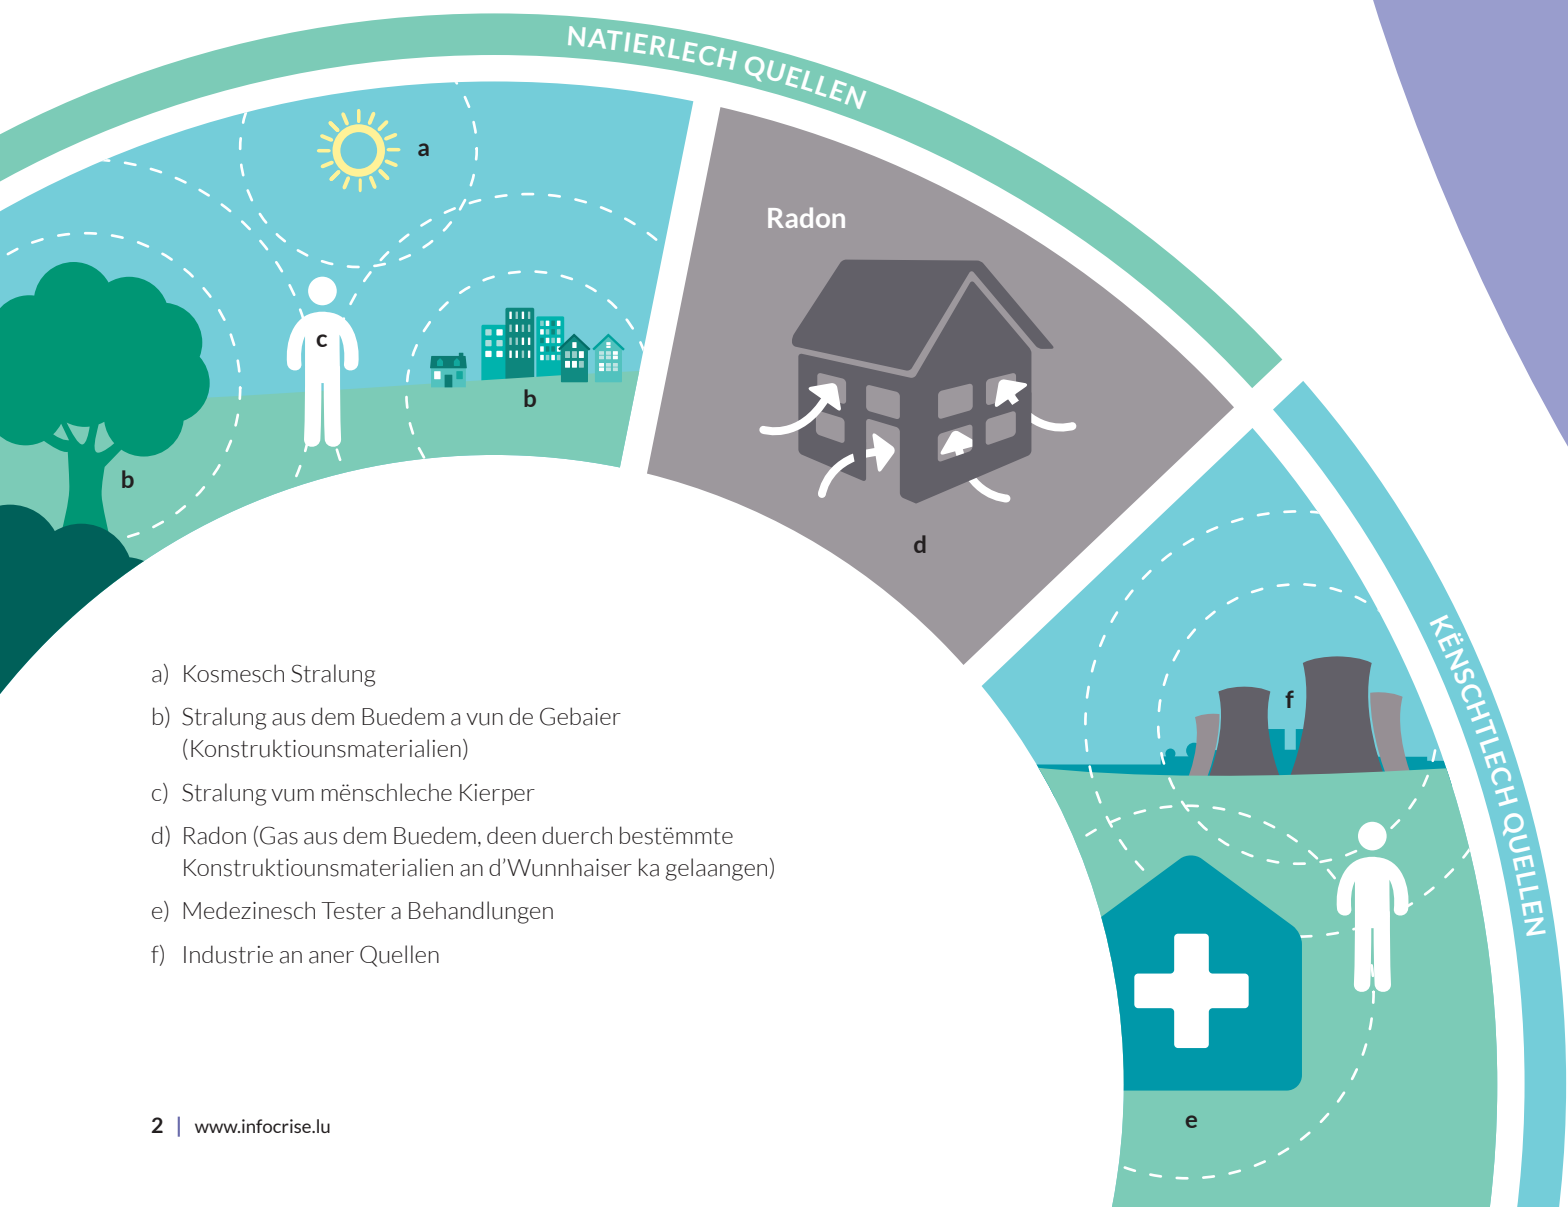 NATIERLECH QUELLEN
a
Radon
c
b
b
d
KËNSCHTLECH QUELLEN
f
e
a) Kosmesch Stralung
b) Stralung aus dem Buedem a vun de Gebaier
(Konstruktiounsmaterialien)
c) Stralung vum mënschleche Kierper
d) Radon (Gas aus dem Buedem, deen duerch bestëmmte
Konstruktiounsmaterialien an d’Wunnhaiser ka gelaangen)
e) Medezinesch Tester a Behandlungen
f) Industrie an aner Quellen
2 | www.infocrise.lu